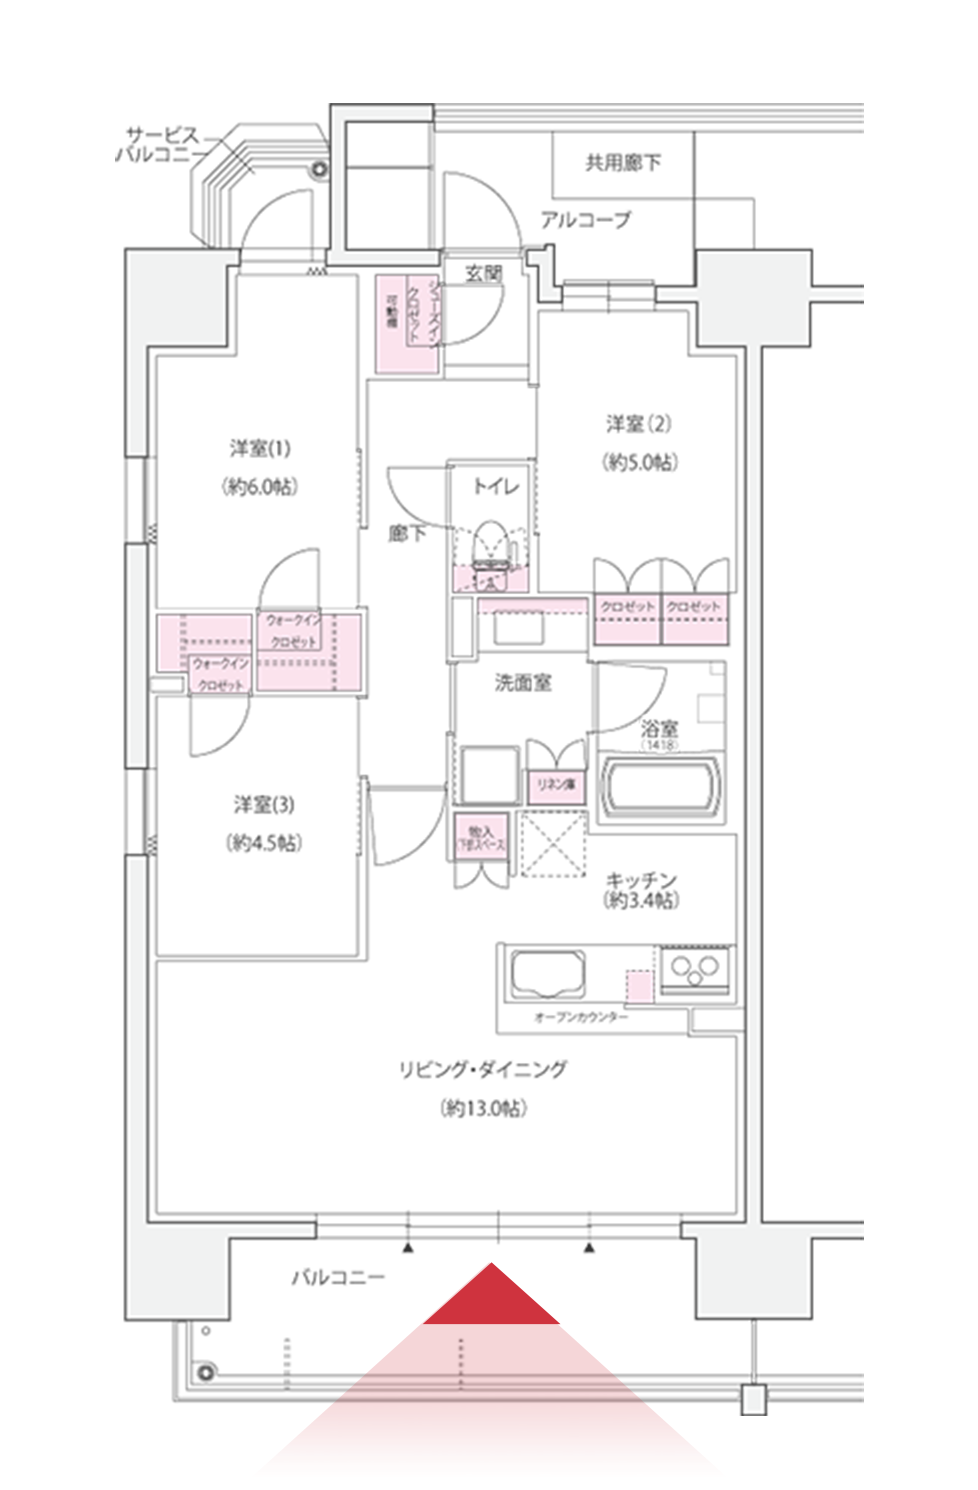 サービス
バルコニー
共用廊下
アルコーブ
玄関
シューズイン
クロゼット
可動棚
洋室(1)
(約6.0帖)
洋室(2)
(約5.0帖)
トイレ
廊下
クロゼット
クロゼット
ウォークイン
クロゼット
ウォークイン
クロゼット
洗面室
浴室
(1418)
リネン庫
洋室(3)
(約4.5帖)
物入
(下部スペース)
キッチン
(約3.4帖)
オープンカウンター
リビング・ダイニング
(約13.0帖)
バルコニー